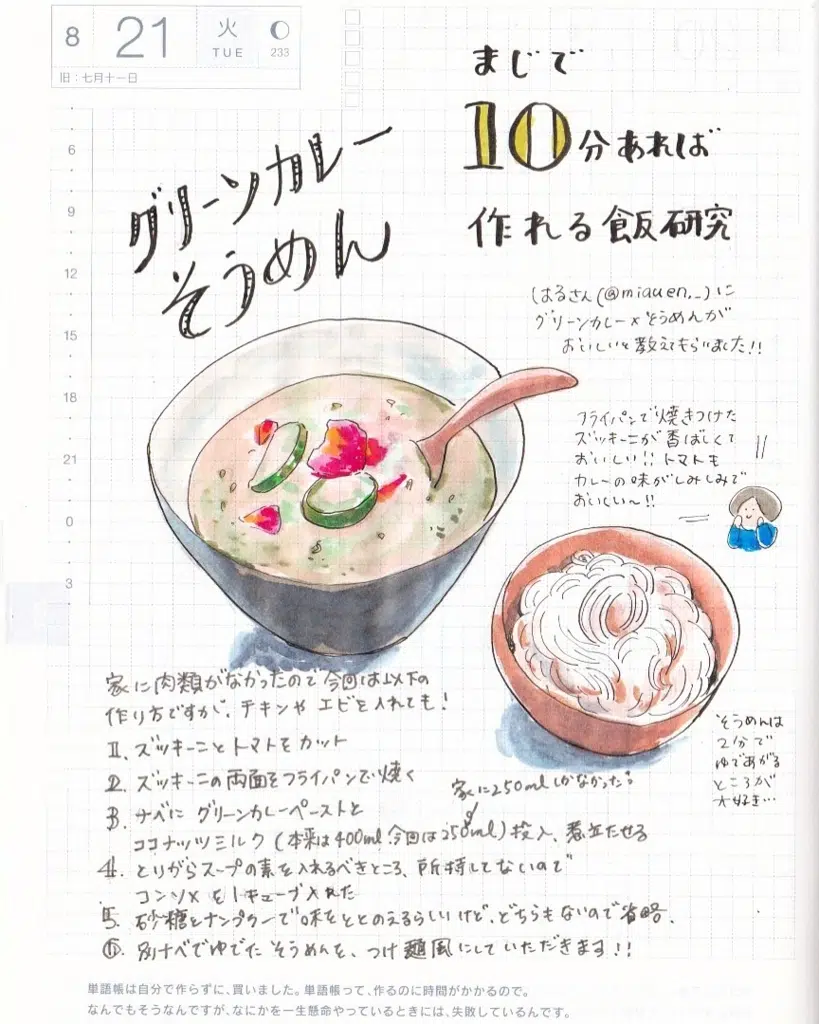 8 21 火 TUE 233
旧：七月十一日
まじで
10分あれば
作れる飯研究
グリーンカレー
そうめん
はるさん(@miauen._)に
グリーンカレー×そうめんが
おいしいと教えてもらいました!!
フライパンで焼きつけた
ズッキーニが香ばしくて
おいしい!! トマトも
カレーの味がしみしみで
おいしい〜!!
6
9
12
15
18
21
0
3
家に肉類がなかったので今回は以下の
作り方ですが、チキンや エビを入れても!
1. ズッキーニとトマトをカット
2. ズッキーニの両面をフライパンで焼く
家に250mlしかなかった。
3. ナベに グリーンカレーペーストと
ココナッツミルク (本来は400ml 今回は250ml) 投入、煮立たせる
4. とりがらスープの素を入れるべきところ、所持してないので
コンソメ を 1キューブ入れた
5. 砂糖とナンプラーで味をととのえるらしいけど、どちらもないので省略.
6. 別ナベでゆでた そうめんを、つけ麺風にしていただきます!!
そうめんは
2分で
ゆであがる
ところが
大好き…
単語帳は自分で作らずに、買いました。単語帳って、作るのに時間がかかるので。
なんでもそうなんですが、なにかを一生懸命やっているときには、失敗しているんです。